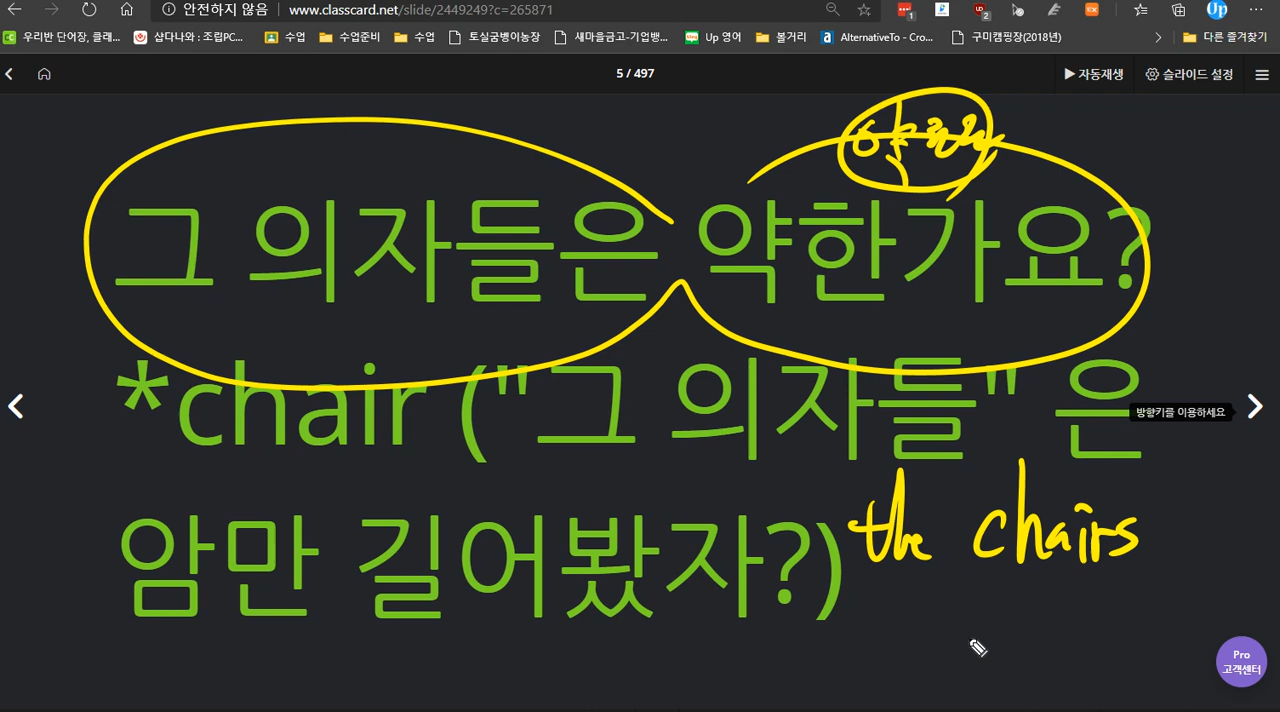 안전하지 않음
www.classcard.net/slide/2449249?c=265871
1
2
Up
우리반 단어장, 클래...
샵다나와 : 조립PC...
수업
수업준비
수업
토실굼벵이농장
새마을금고-기업뱅...
Up 영어
볼거리
AlternativeTo - Cro...
구미캠핑장(2018년)
다른 즐겨찾기
5 / 497
자동재생
슬라이드 설정
그 의자들은 약한가요?
*chair ("그 의자들" 은
방향키를 이용하세요
암만 길어봤자?)
the chairs
Pro
고객센터